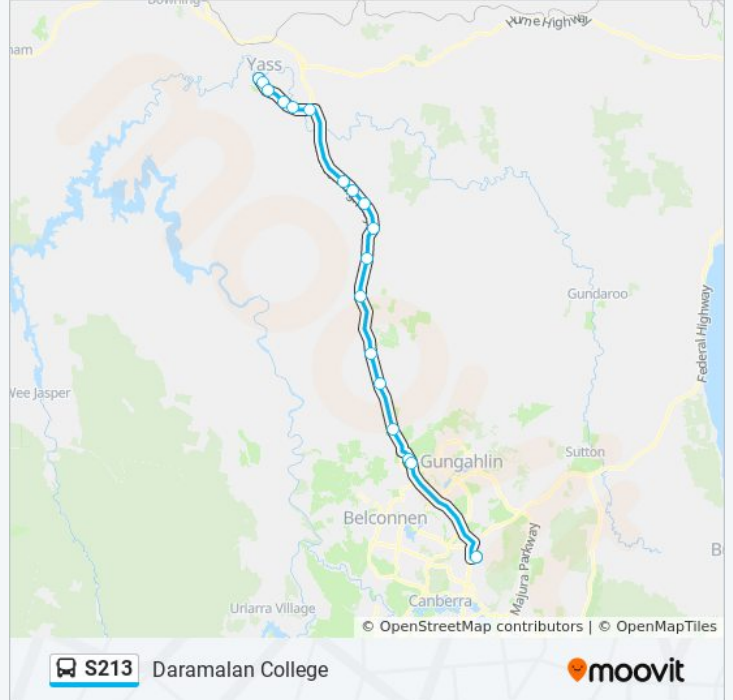 Downing
Hume Highway
ham
Yass
Gundaroo
Federal Highway
Wee Jasper
Gungahlin
Sutton
Belconnen
Majura Parkway
B
Canberra
Uriarra Village
© OpenStreetMap contributors | © OpenMapTiles
S213 Daramalan College
moovit